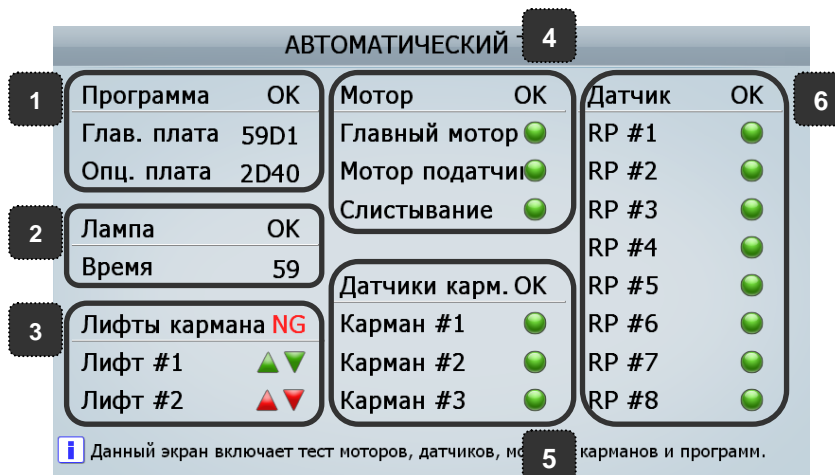 АВТОМАТИЧЕСКИЙ
4
1
Программа OK
Глав. плата 59D1
Опц. плата 2D40
2
Лампа OK
Время 59
3
Лифты кармана NG
Лифт #1
Лифт #2
Мотор OK
Главный мотор
Мотор податчи
Слистывание
Датчики карм. OK
Карман #1
Карман #2
Карман #3
6
Датчик OK
RP #1
RP #2
RP #3
RP #4
RP #5
RP #6
RP #7
RP #8
i Данный экран включает тест моторов, датчиков, карманов и программ.
5